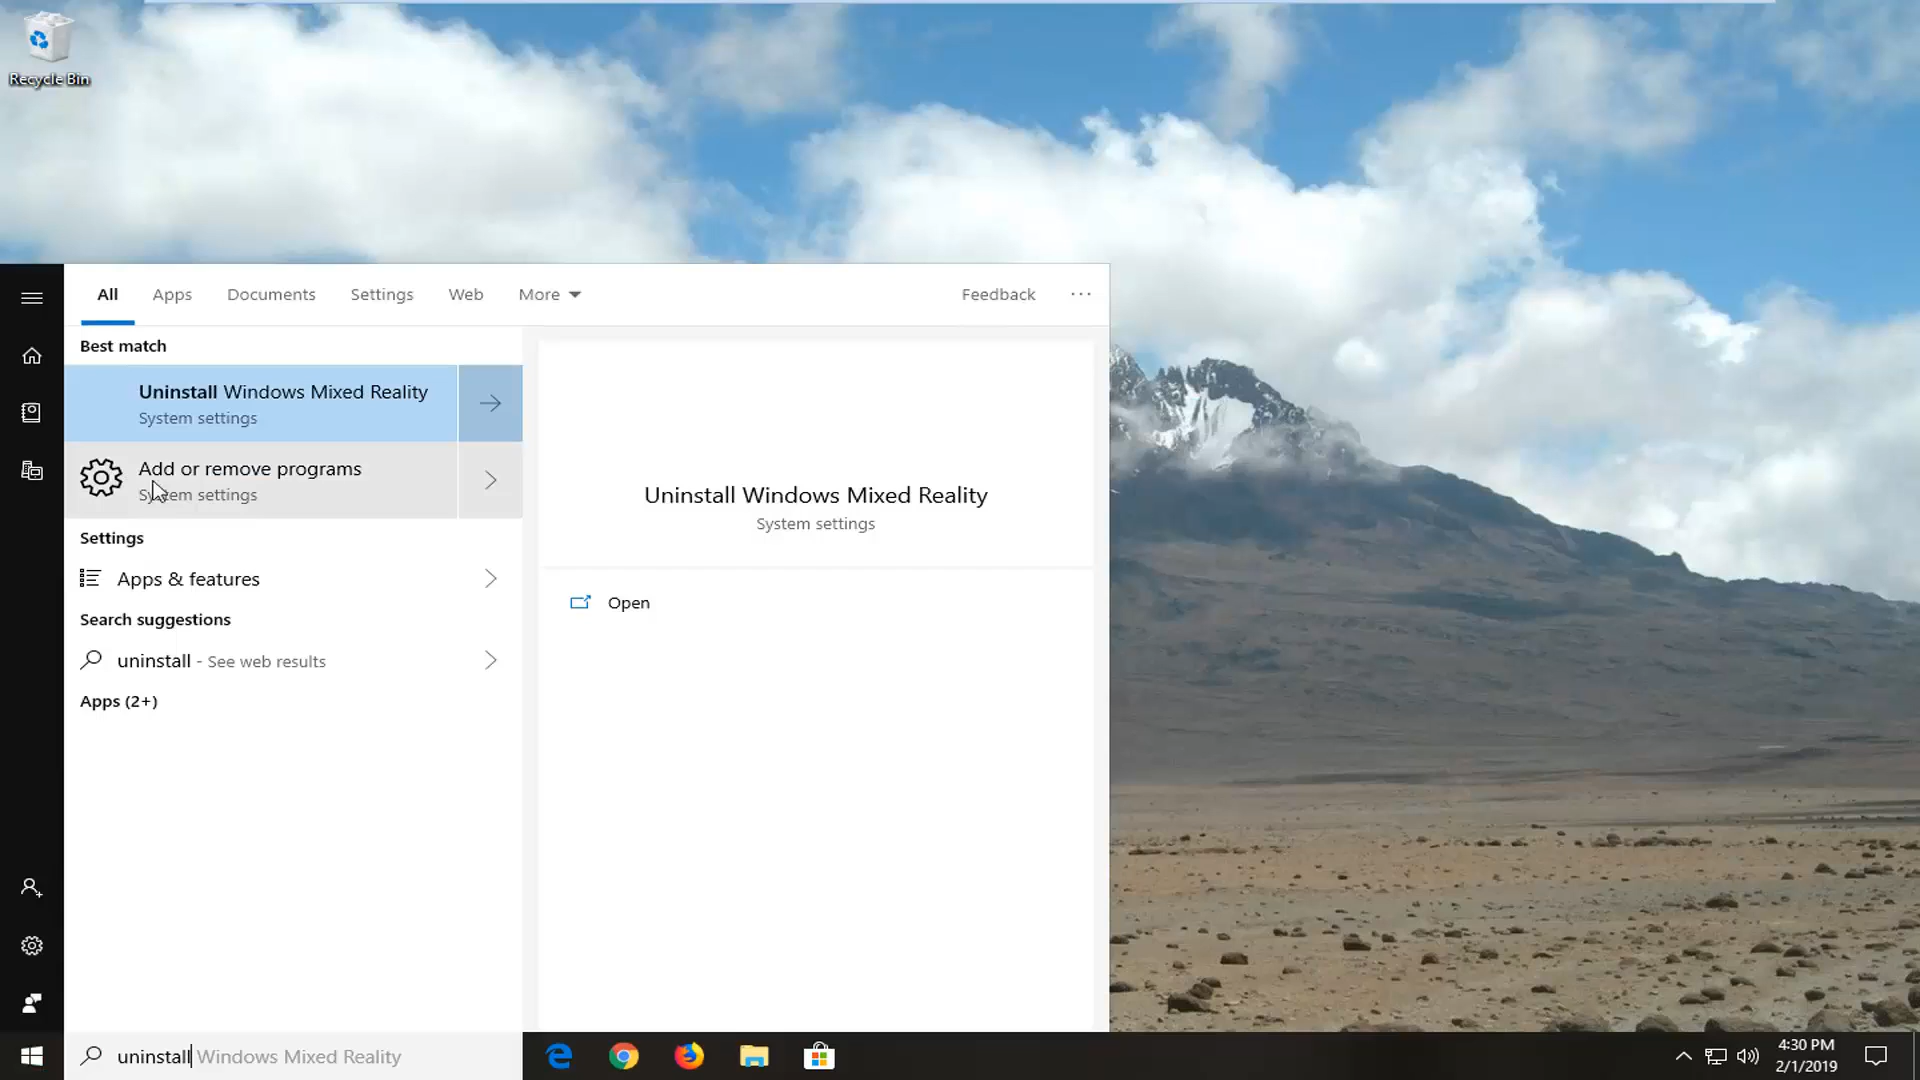 Recycle Bin
All Apps Documents Settings Web More Feedback ...
Best match
Uninstall Windows Mixed Reality
System settings
Add or remove programs
System settings
Settings
Apps & features
Search suggestions
uninstall - See web results
Apps (2+)
Uninstall Windows Mixed Reality
System settings
Open
uninstall Windows Mixed Reality
4:30 PM
2/1/2019